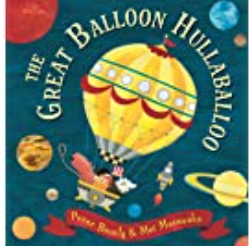 THE
GREAT BALLOON HULLABALLOO
Peter Bently & Mei Matsuoka